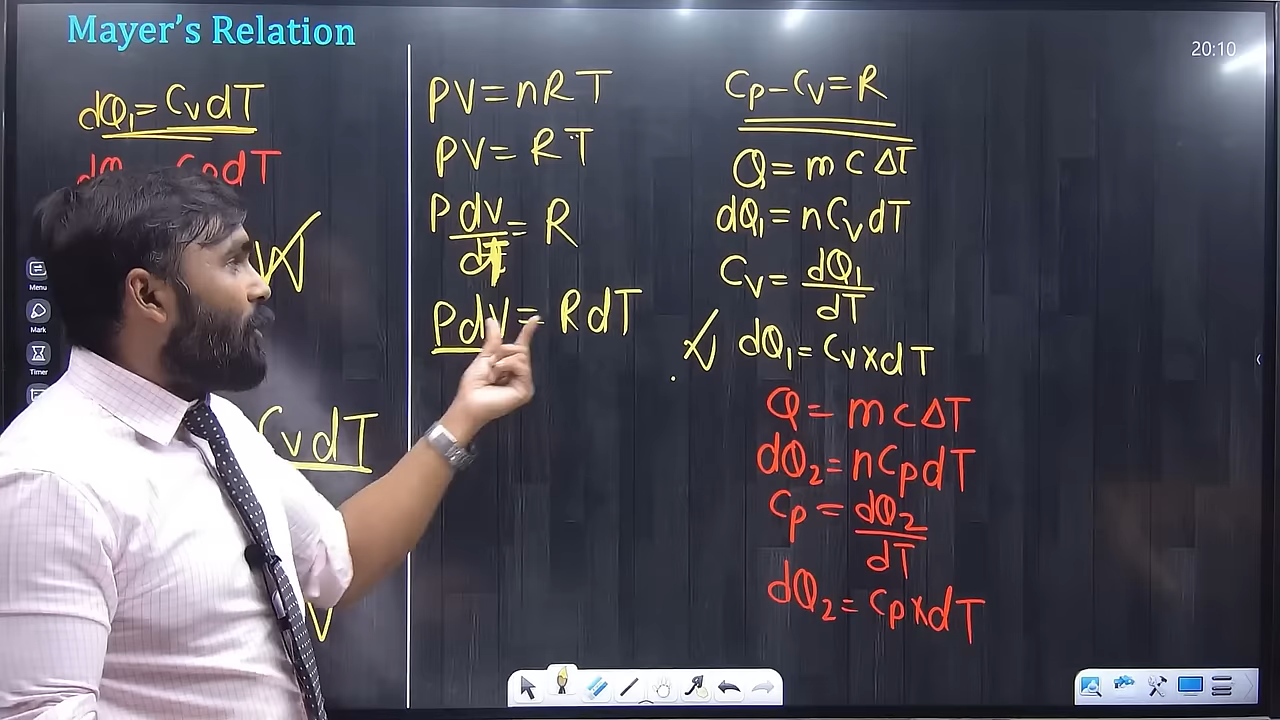 Mayer's Relation
20:10
dQ₁ = CᵥdT
dT
CᵥdT
Menu
Mark
Timer
PV = nRT
PV = RT
P dv/dT = R
PdV = RdT
Cp - Cv = R
Q = mCΔT
dQ₁ = nCᵥdT
Cᵥ = dQ₁/dT
dQ₁ = Cᵥ×dT
Q = mCΔT
dQ₂ = nCpdT
Cp = dQ₂/dT
dQ₂ = Cp×dT